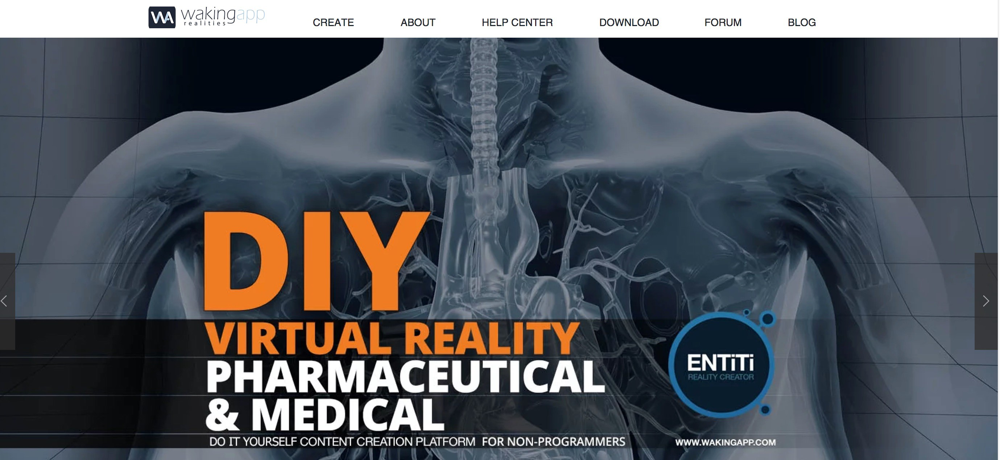 WA wakingapp
realities
CREATE ABOUT HELP CENTER DOWNLOAD FORUM BLOG
DIY
VIRTUAL REALITY
PHARMACEUTICAL
& MEDICAL
DO IT YOURSELF CONTENT CREATION PLATFORM FOR NON-PROGRAMMERS
ENTiTi
REALITY CREATOR
WWW.WAKINGAPP.COM